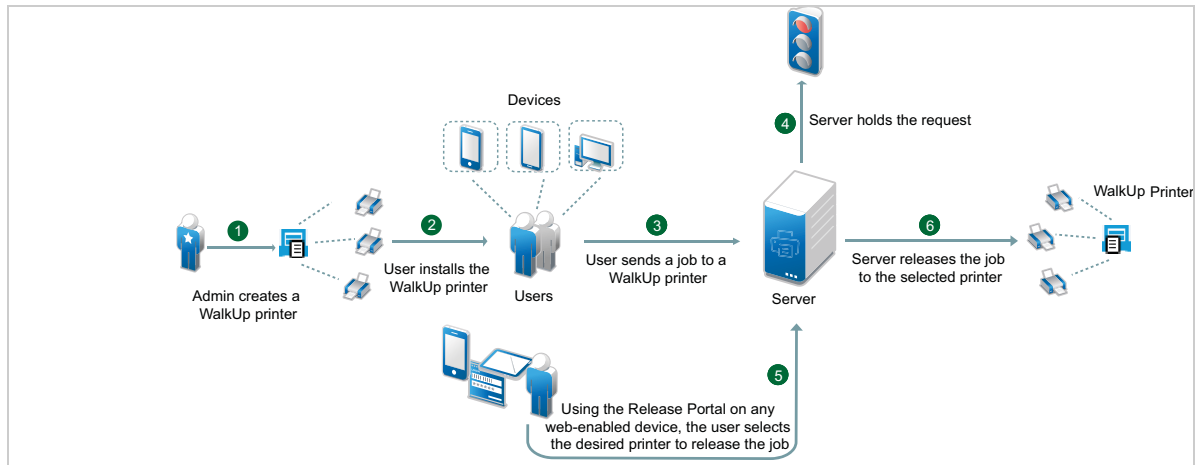 Devices
4
Server holds the request
WalkUp Printer
1
2
3
6
Admin creates a
WalkUp printer
User installs the
WalkUp printer
Users
User sends a job to a
WalkUp printer
Server
Server releases the job
to the selected printer
5
Using the Release Portal on any
web-enabled device, the user selects
the desired printer to release the job